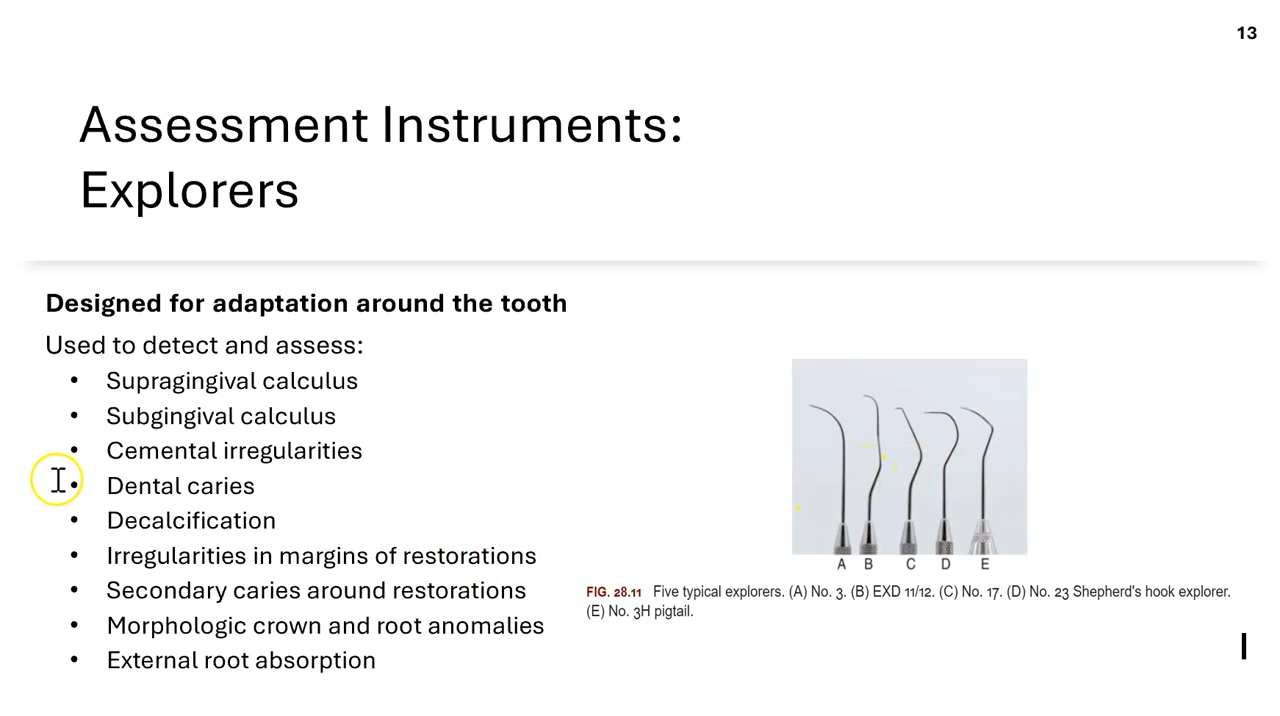 13
Assessment Instruments:
Explorers
Designed for adaptation around the tooth
Used to detect and assess:
• Supragingival calculus
• Subgingival calculus
• Cemental irregularities
• Dental caries
• Decalcification
• Irregularities in margins of restorations
• Secondary caries around restorations
• Morphologic crown and root anomalies
• External root absorption
A B C D E
FIG. 28.11 Five typical explorers. (A) No. 3. (B) EXD 11/12. (C) No. 17. (D) No. 23 Shepherd's hook explorer.
(E) No. 3H pigtail.